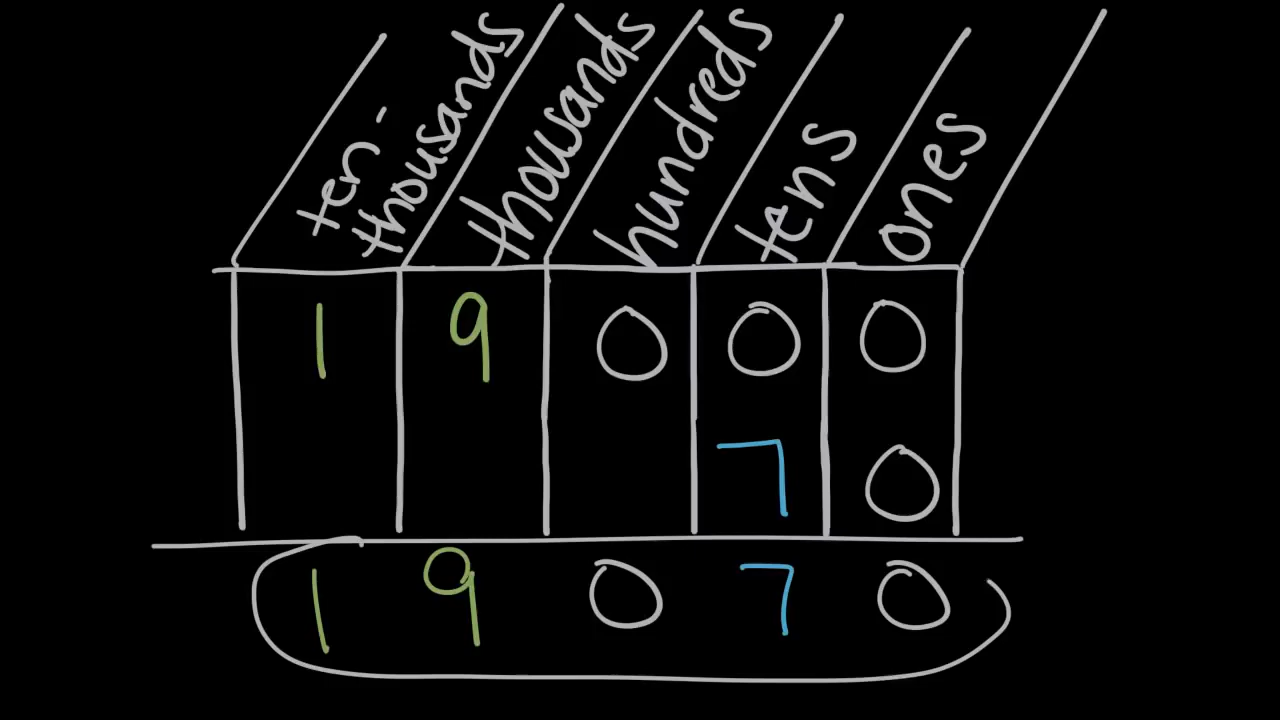 ten-
thousands
thousands
hundreds
tens
ones
1 9 0 0 0
7 0
1 9 0 7 0